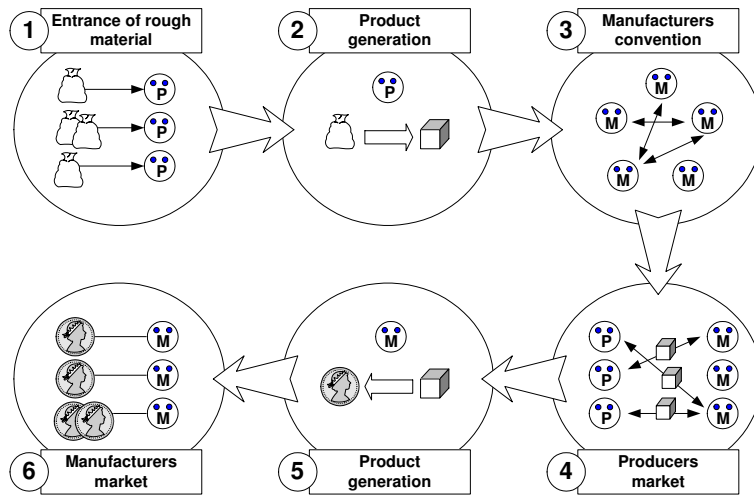 1
Entrance of rough
material
P
P
P
2
Product
generation
P
3
Manufacturers
convention
M
M
M
M
M
P
M
P
M
P
M
4
Producers
market
M
5
Product
generation
M
M
M
6
Manufacturers
market